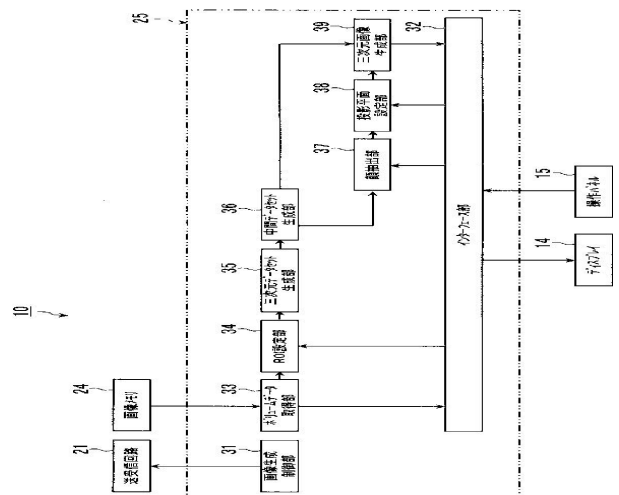 10
25
21
送受信回路
24
画像メモリ
31
画像生成
制御部
33
ボリュームデータ
取得部
34
ROI設定部
35
三次元データセット
生成部
36
中間データセット
生成部
37
顔抽出部
38
投影平面
設定部
39
三次元画像
生成部
32
インターフェース部
14
ディスプレイ
15
操作パネル